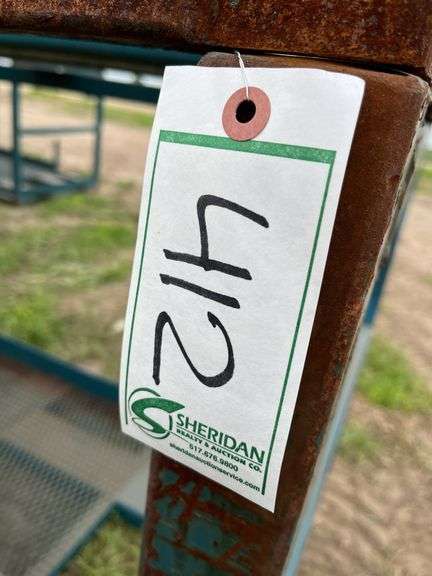 412
SHERIDAN
REALTY & AUCTION CO.
517.676.9800
sheridanauctionservice.com